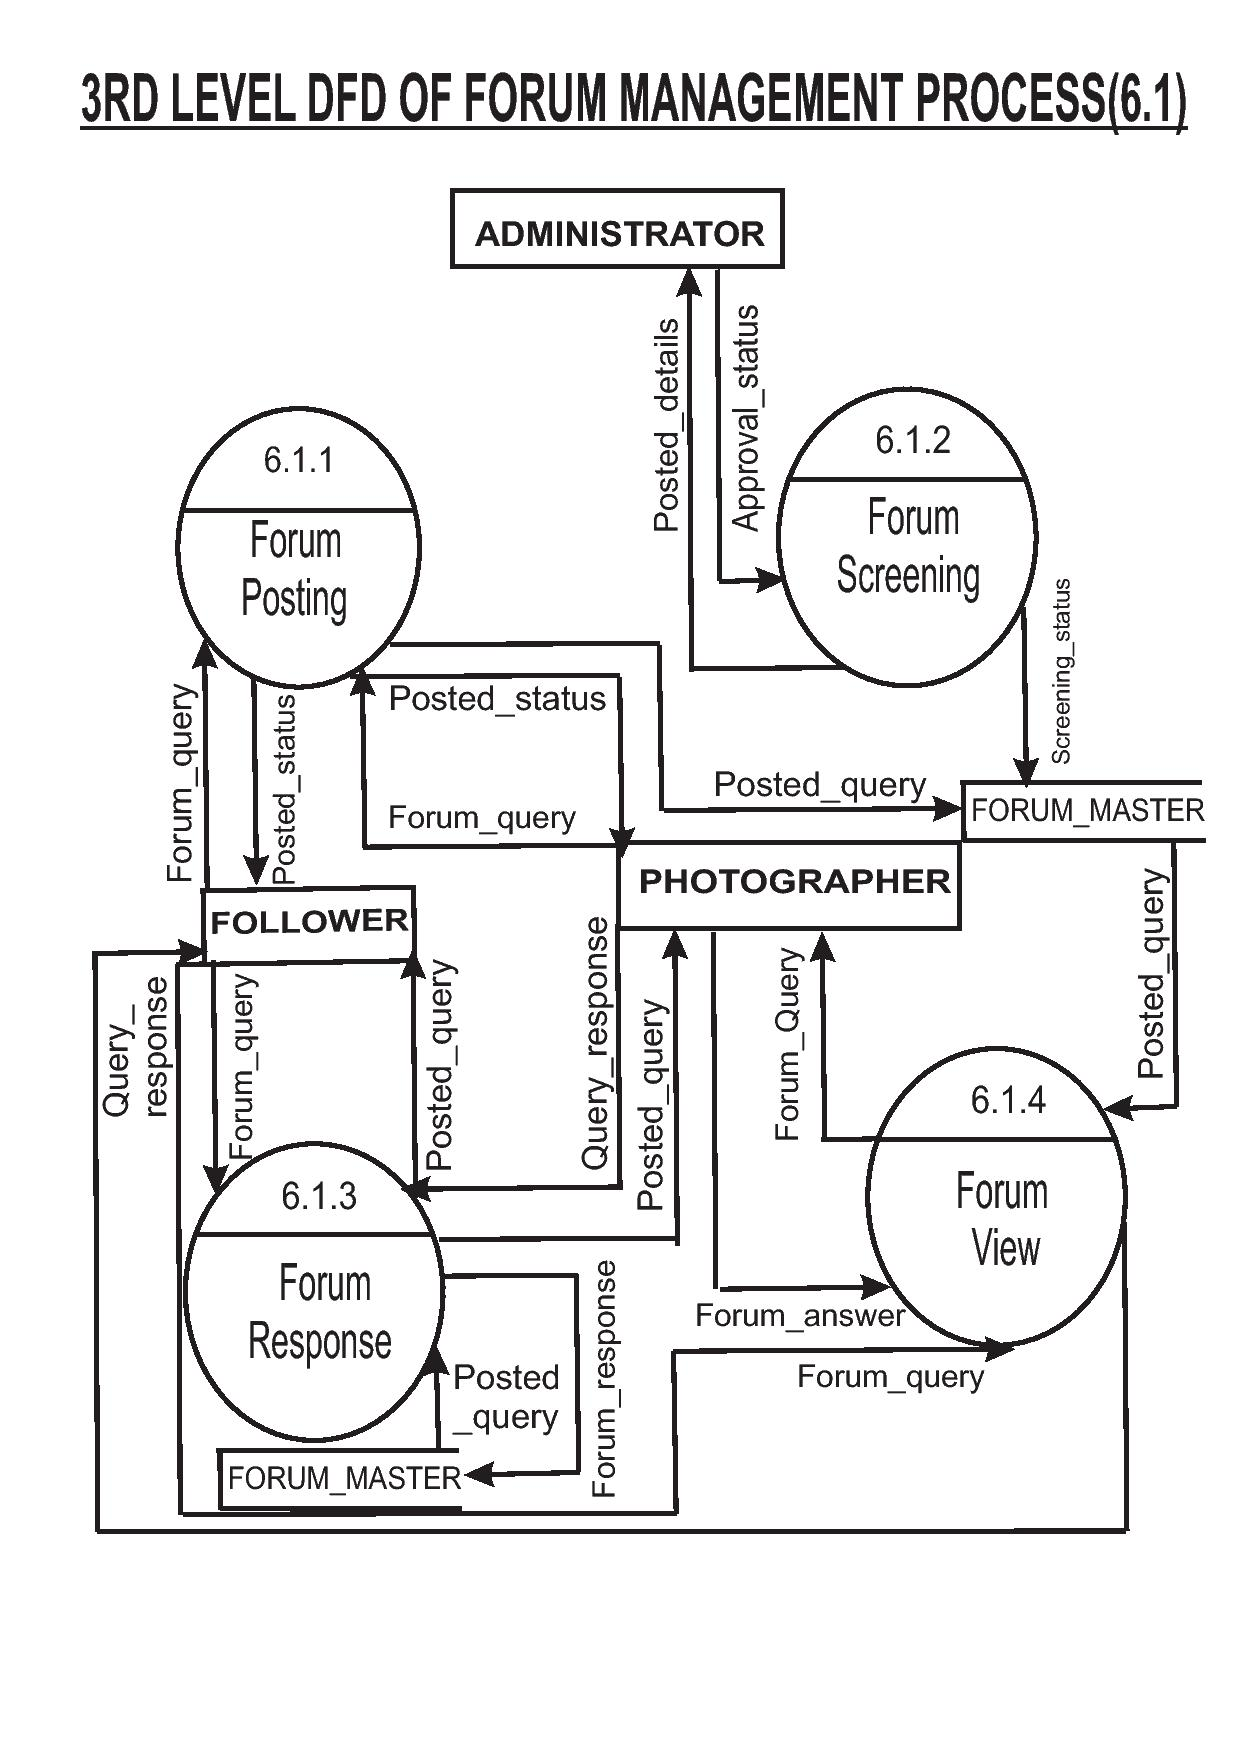 3RD LEVEL DFD OF FORUM MANAGEMENT PROCESS(6.1)
ADMINISTRATOR
Posted_details
Approval_status
6.1.1
Forum
Posting
6.1.2
Forum
Screening
Screening_status
Forum_query
Posted_status
Posted_status
Forum_query
Posted_query
FORUM_MASTER
PHOTOGRAPHER
FOLLOWER
Query_
response
Forum_query
Posted_query
Query_response
Posted_query
Forum_Query
Posted_query
6.1.3
Forum
Response
6.1.4
Forum
View
Forum_answer
Forum_query
Posted
_query
Forum_response
FORUM_MASTER